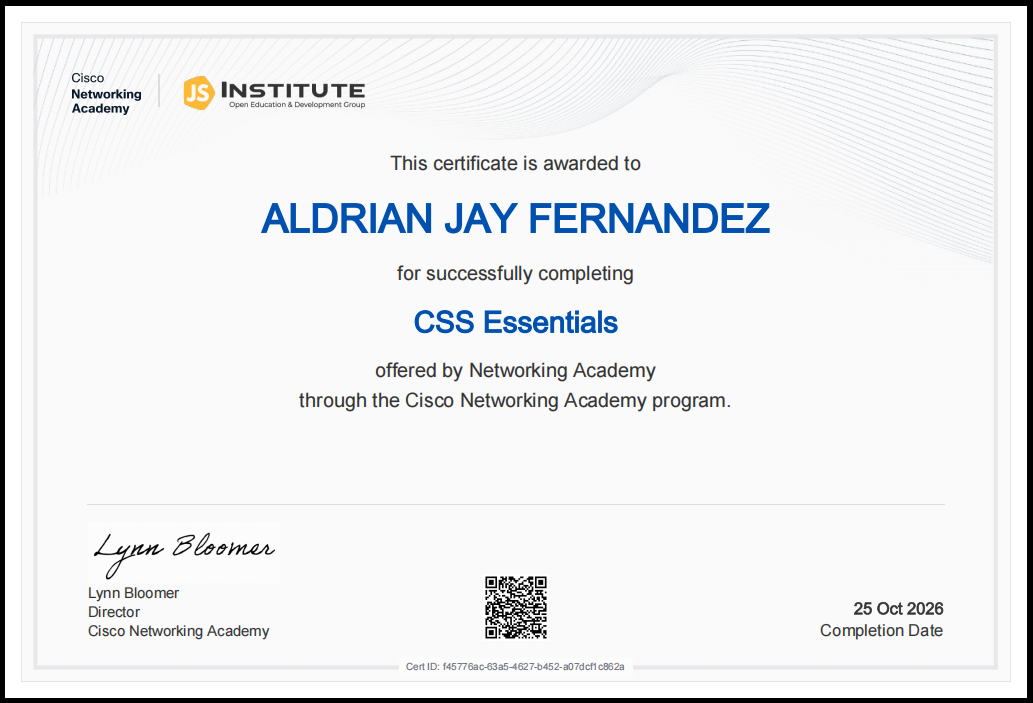 Cisco
Networking
Academy
JS INSTITUTE
Open Education & Development Group
This certificate is awarded to
ALDRIAN JAY FERNANDEZ
for successfully completing
CSS Essentials
offered by Networking Academy
through the Cisco Networking Academy program.
Lynn Bloomer
Lynn Bloomer
Director
Cisco Networking Academy
25 Oct 2026
Completion Date
Cert ID: f45776ac-63a5-4627-b452-a07dcf1c862a